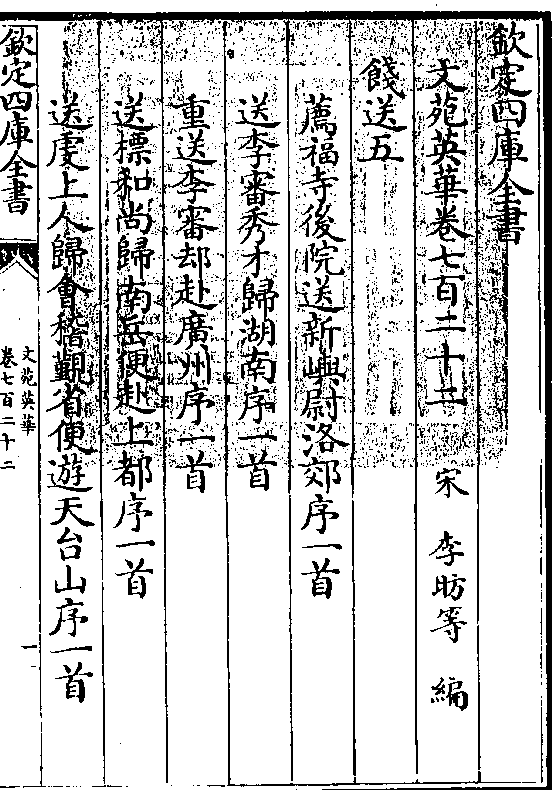 欽定四庫全書
文苑英華卷七百二十二 宋 李昉等 編
餞送五
薦福寺後院送新嶼尉洛郊序一首
送李審秀才歸湖南序一首
重送李審却赴廣州序一首
送標和尚歸南岳便赴上都序一首
送虔上人歸會稽覲省便遊天台山序一首
欽定四庫全書
文苑英華
卷七百二十二
一